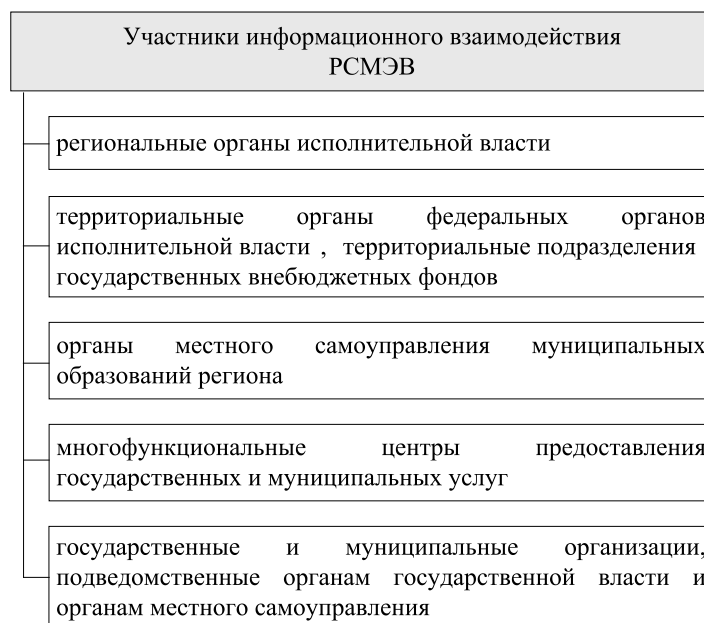 Участники информационного взаимодействия
РСМЭВ
региональные органы исполнительной власти
территориальные органы федеральных органов
исполнительной власти , территориальные подразделения
государственных внебюджетных фондов
органы местного самоуправления муниципальных
образований региона
многофункциональные центры предоставления
государственных и муниципальных услуг
государственные и муниципальные организации,
подведомственные органам государственной власти и
органам местного самоуправления